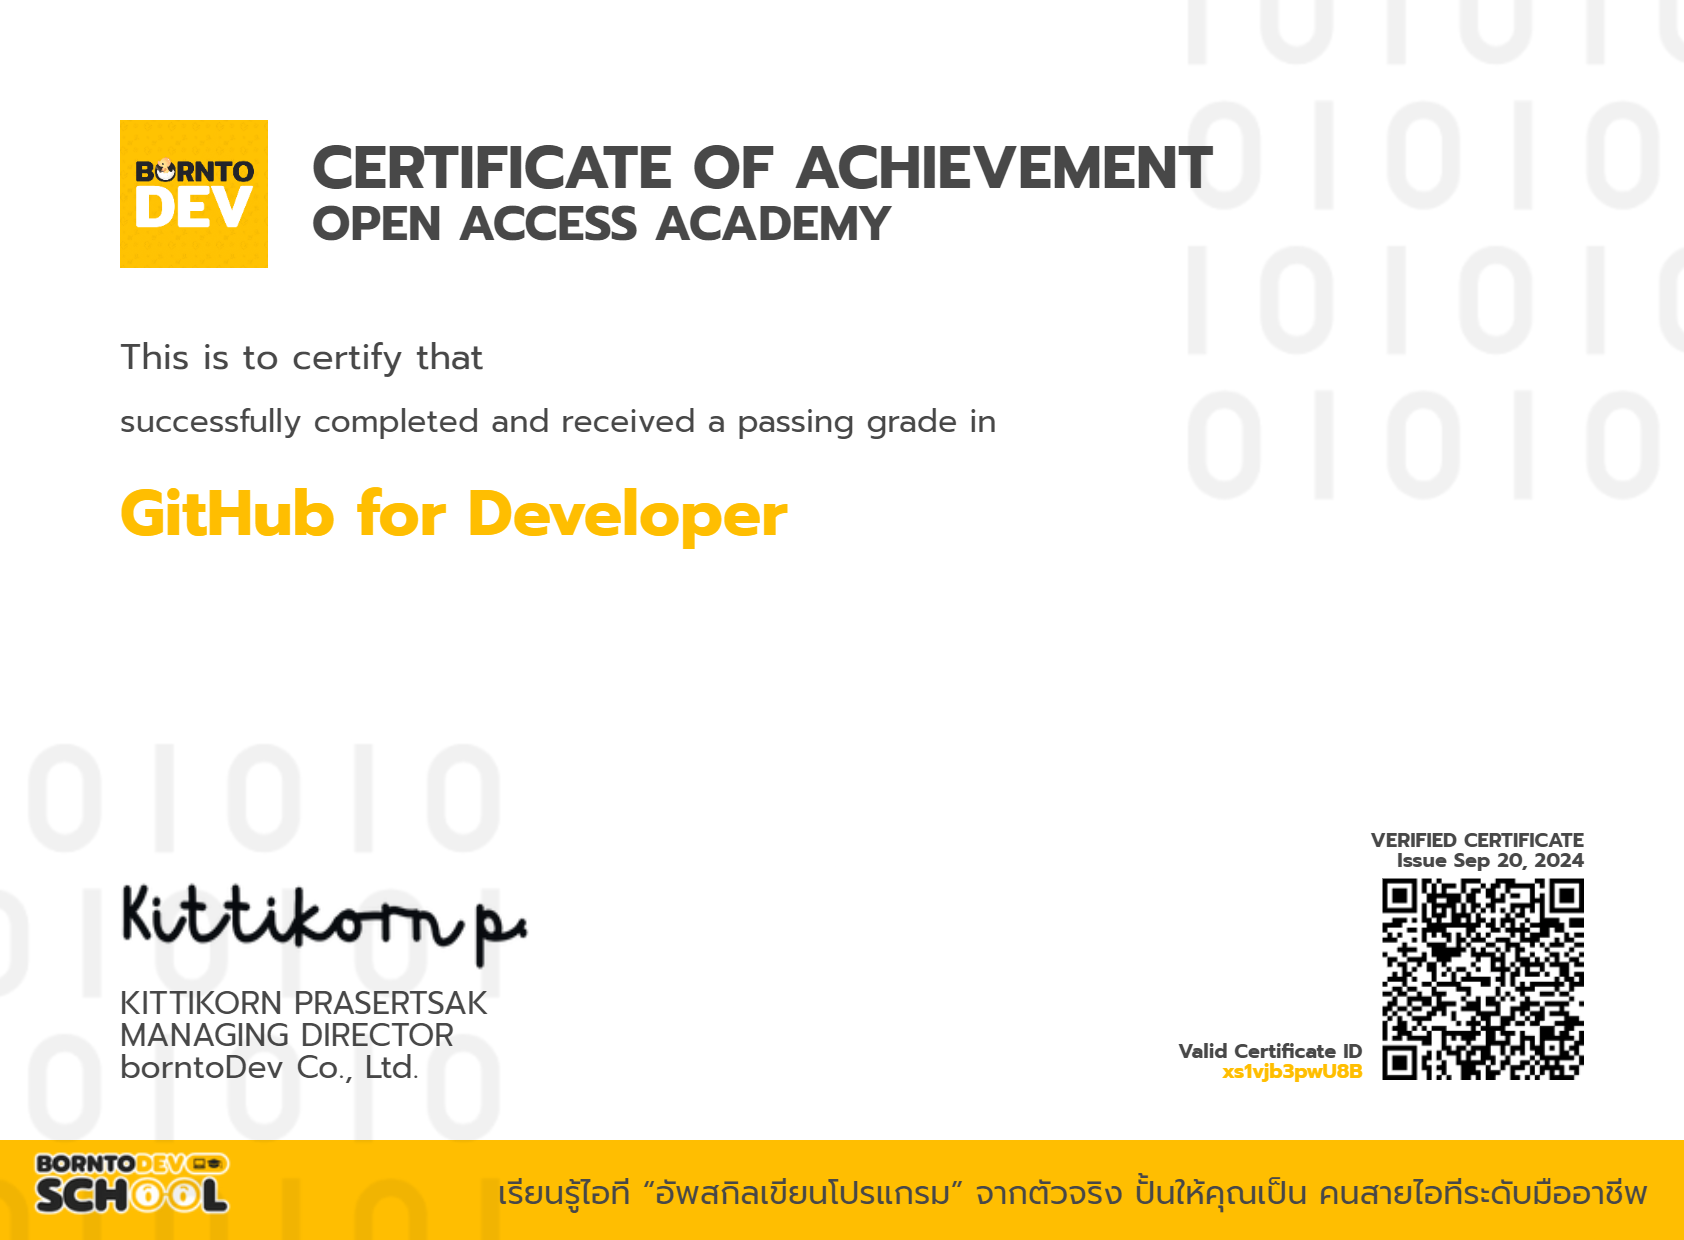 BORNTO
DEV
CERTIFICATE OF ACHIEVEMENT
OPEN ACCESS ACADEMY
This is to certify that
successfully completed and received a passing grade in
GitHub for Developer
VERIFIED CERTIFICATE
Issue Sep 20, 2024
Kittikorn p.
KITTIKORN PRASERTSAK
MANAGING DIRECTOR
borntoDev Co., Ltd.
Valid Certificate ID
xs1vjb3pwU8B
BORNTODEV
SCHOOL
เรียนรู้ไอที “อัพสกิลเขียนโปรแกรม” จากตัวจริง ปั้นให้คุณเป็น คนสายไอทีระดับมืออาชีพ